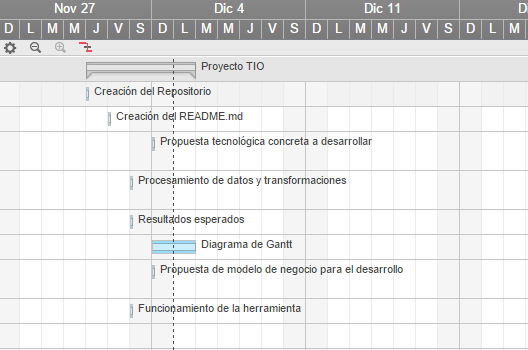 Nov 27 Dic 4 Dic 11 D
D L M M J V S D L M M J V S D L M M J V S D L M
Proyecto TIO
Creación del Repositorio
Creación del README.md
Propuesta tecnológica concreta a desarrollar
Procesamiento de datos y transformaciones
Resultados esperados
Diagrama de Gantt
Propuesta de modelo de negocio para el desarrollo
Funcionamiento de la herramienta